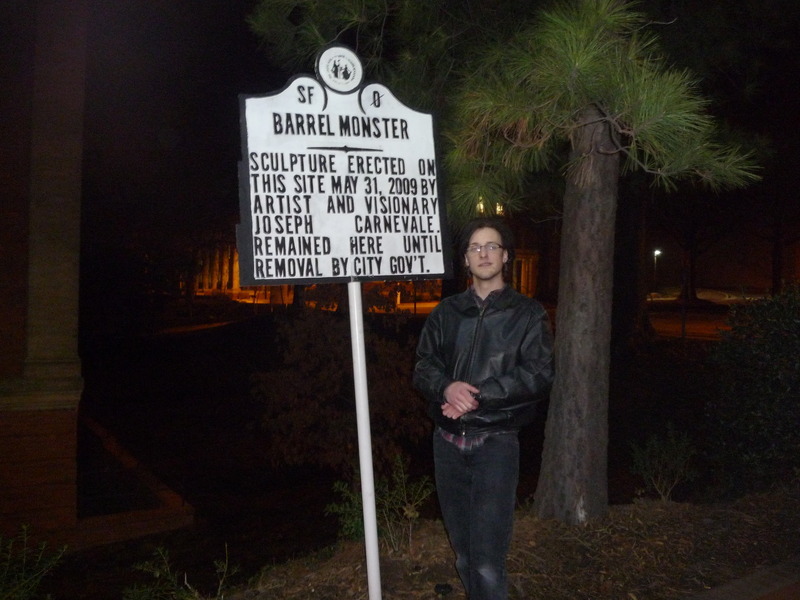 SF Ø
BARREL MONSTER
SCULPTURE ERECTED ON
THIS SITE MAY 31, 2009 BY
ARTIST AND VISIONARY
JOSEPH CARNEVALE.
REMAINED HERE UNTIL
REMOVAL BY CITY GOV'T.